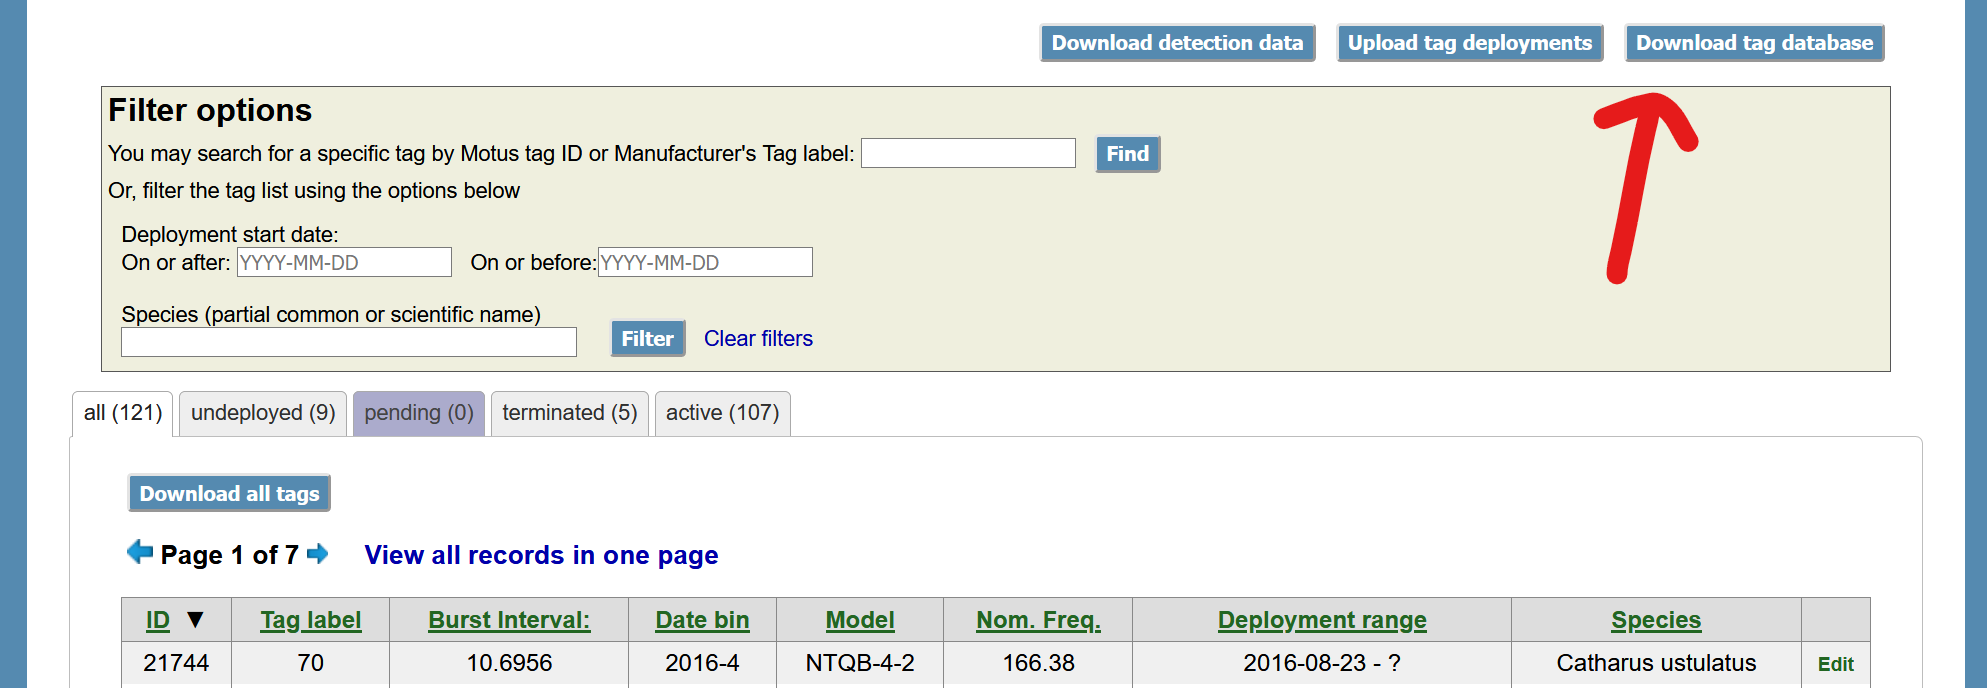 Download detection data Upload tag deployments Download tag database
Filter options
You may search for a specific tag by Motus tag ID or Manufacturer's Tag label: Find
Or, filter the tag list using the options below
Deployment start date:
On or after: YYYY-MM-DD On or before: YYYY-MM-DD
Species (partial common or scientific name)
Filter Clear filters
all (121) undeployed (9) pending (0) terminated (5) active (107)
Download all tags
Page 1 of 7 View all records in one page
ID ▼ Tag label Burst Interval: Date bin Model Nom. Freq. Deployment range Species
21744 70 10.6956 2016-4 NTQB-4-2 166.38 2016-08-23 - ? Catharus ustulatus Edit